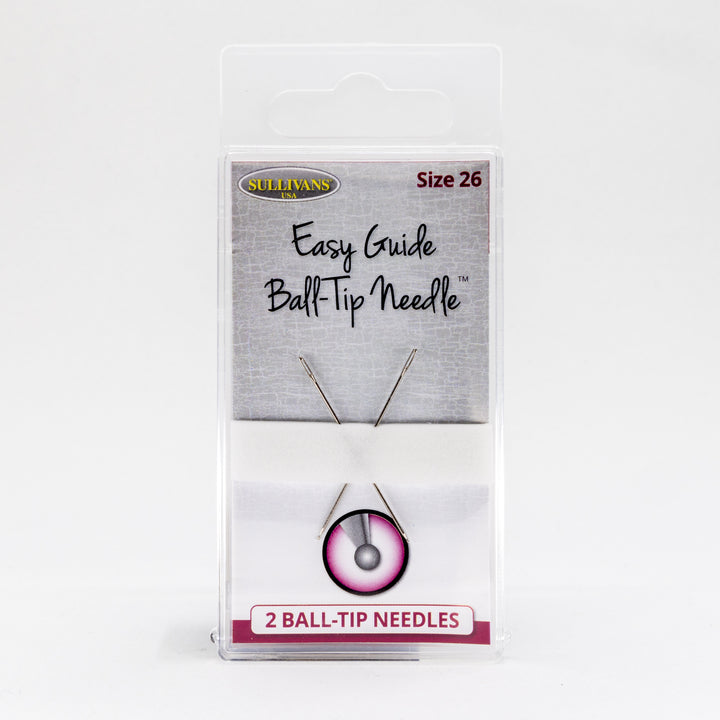 SULLIVANS®
USA
Size 26
Easy Guide
Ball-Tip Needle™
2 BALL-TIP NEEDLES